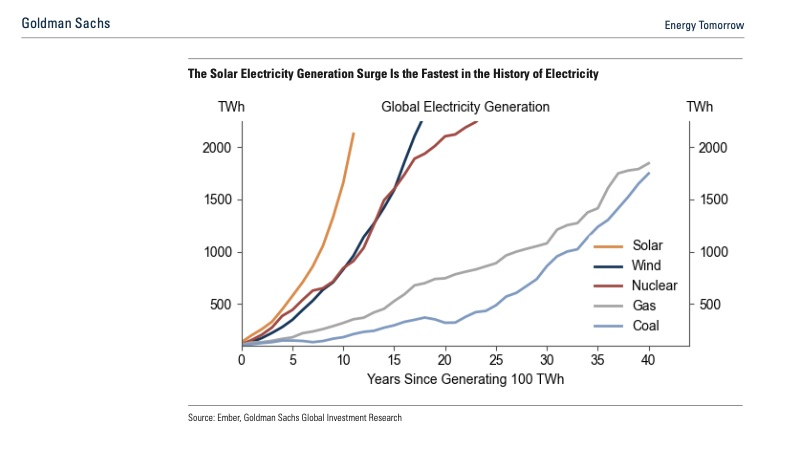 Goldman Sachs
Energy Tomorrow
The Solar Electricity Generation Surge Is the Fastest in the History of Electricity
TWh Global Electricity Generation TWh
2000 2000
1500 1500
1000 1000
500 500
Solar
Wind
Nuclear
Gas
Coal
0 5 10 15 20 25 30 35 40
Years Since Generating 100 TWh
Source: Ember, Goldman Sachs Global Investment Research